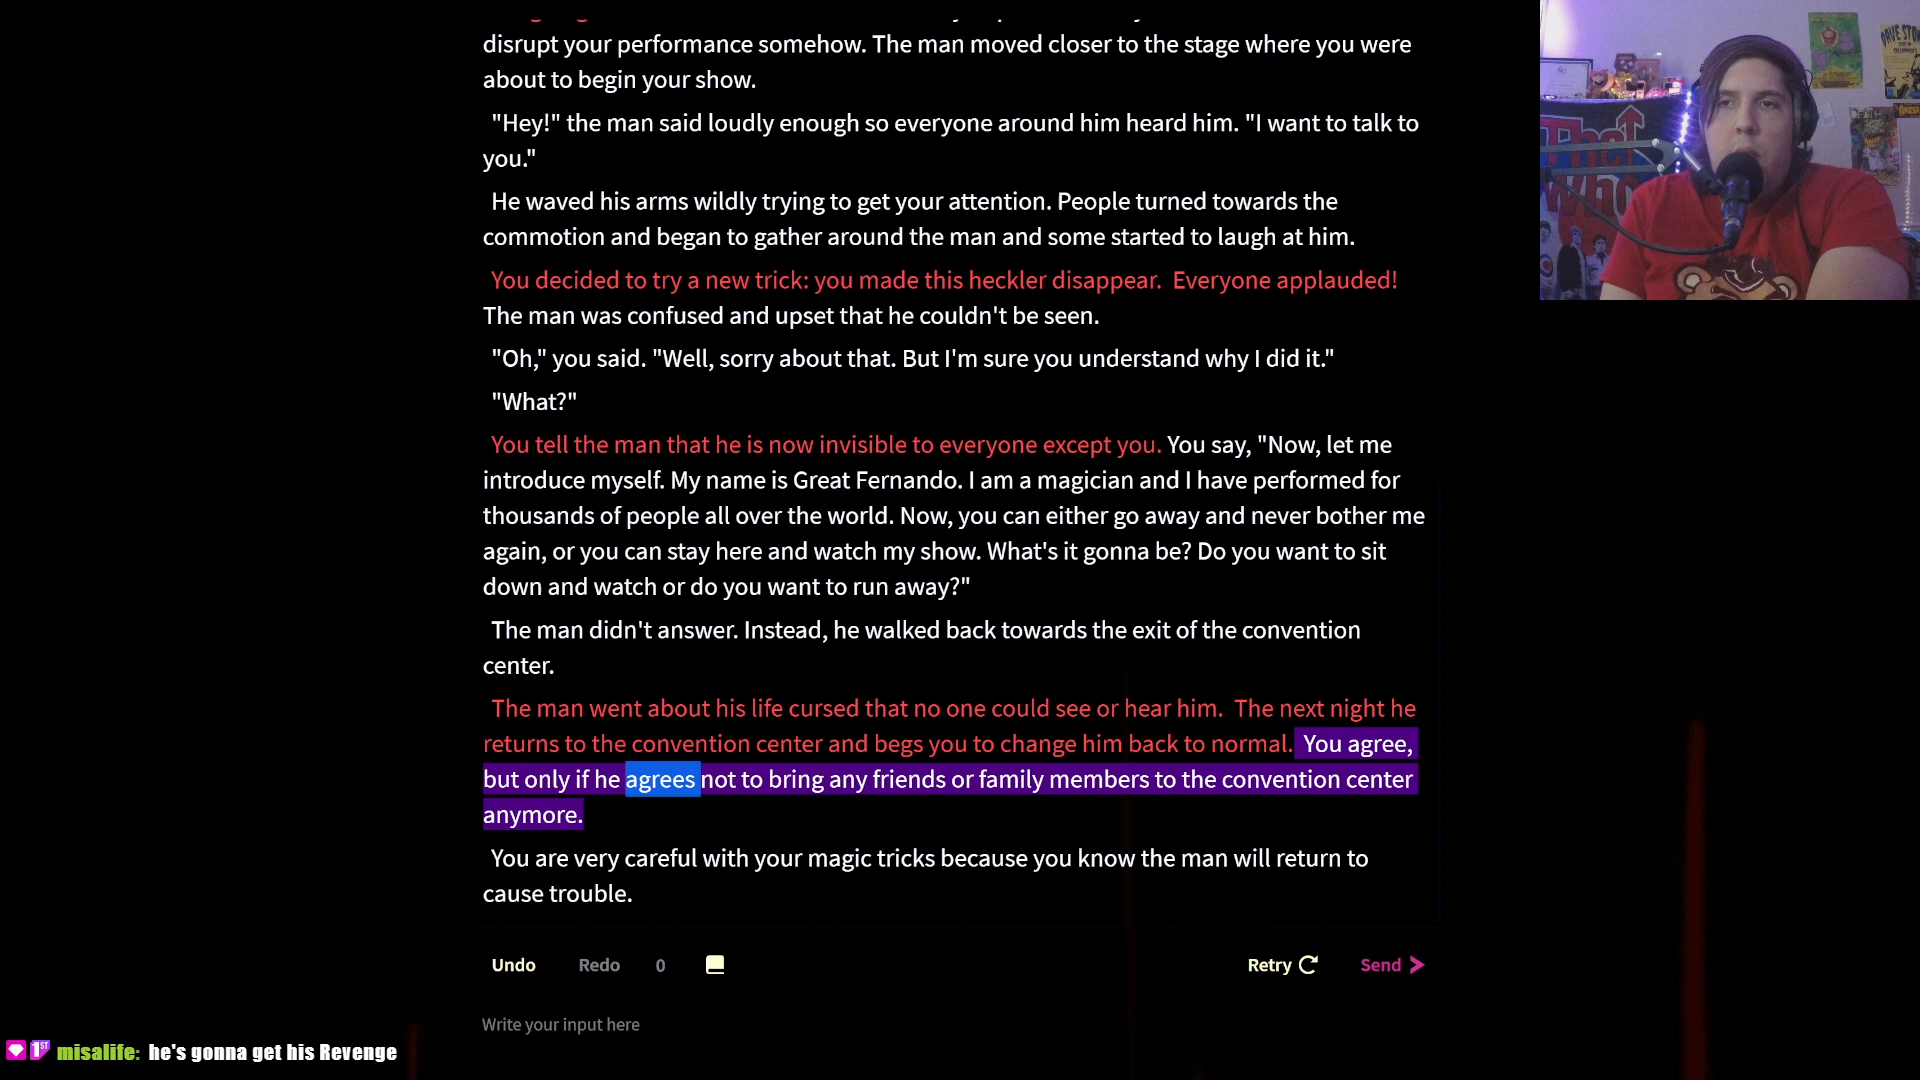 disrupt your performance somehow. The man moved closer to the stage where you were
about to begin your show.
"Hey!" the man said loudly enough so everyone around him heard him. "I want to talk to
you."
He waved his arms wildly trying to get your attention. People turned towards the
commotion and began to gather around the man and some started to laugh at him.
You decided to try a new trick: you made this heckler disappear.  Everyone applauded!
The man was confused and upset that he couldn't be seen.
"Oh," you said. "Well, sorry about that. But I'm sure you understand why I did it."
"What?"
You tell the man that he is now invisible to everyone except you. You say, "Now, let me
introduce myself. My name is Great Fernando. I am a magician and I have performed for
thousands of people all over the world. Now, you can either go away and never bother me
again, or you can stay here and watch my show. What's it gonna be? Do you want to sit
down and watch or do you want to run away?"
The man didn't answer. Instead, he walked back towards the exit of the convention
center.
The man went about his life cursed that no one could see or hear him.  The next night he
returns to the convention center and begs you to change him back to normal. You agree,
but only if he agrees not to bring any friends or family members to the convention center
anymore.
You are very careful with your magic tricks because you know the man will return to
cause trouble.
Undo Redo 0 Retry Send
Write your input here
1ST misalife: he's gonna get his Revenge
The
Who
DEATH